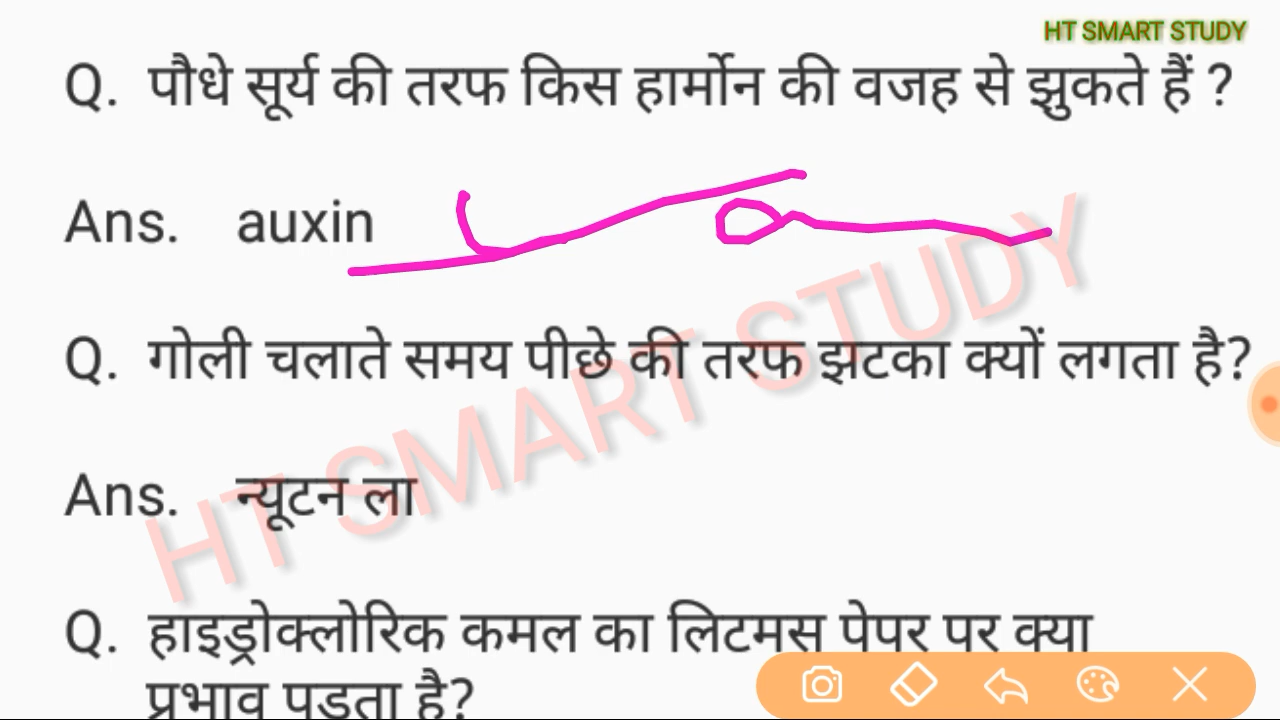 HT SMART STUDY
Q. पौधे सूर्य की तरफ किस हार्मोन की वजह से झुकते हैं ?
Ans. auxin
Q. गोली चलाते समय पीछे की तरफ झटका क्यों लगता है?
HT SMART STUDY
Ans. न्यूटन ला
Q. हाइड्रोक्लोरिक कमल का लिटमस पेपर पर क्या
प्रभाव पड़ता है?